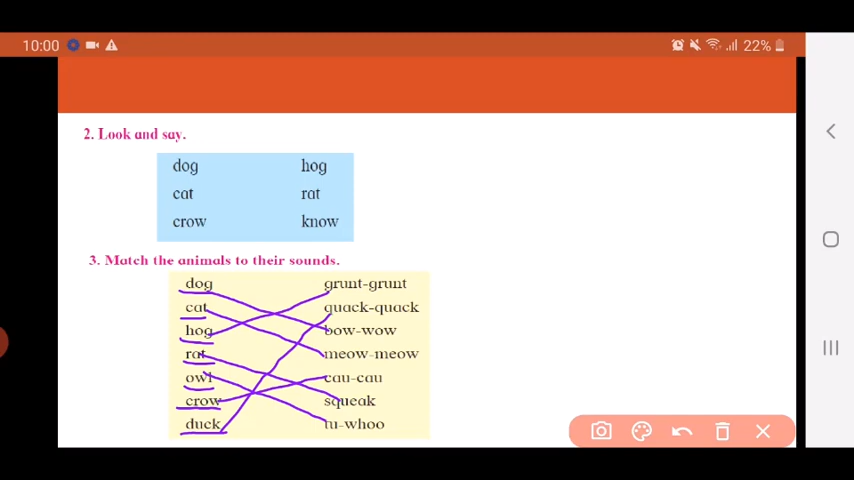 10:00 22%
2. Look and say.
dog hog
cat rat
crow know
3. Match the animals to their sounds.
dog grunt-grunt
cat quack-quack
hog bow-wow
rat meow-meow
owl cau-cau
crow squeak
duck tu-whoo